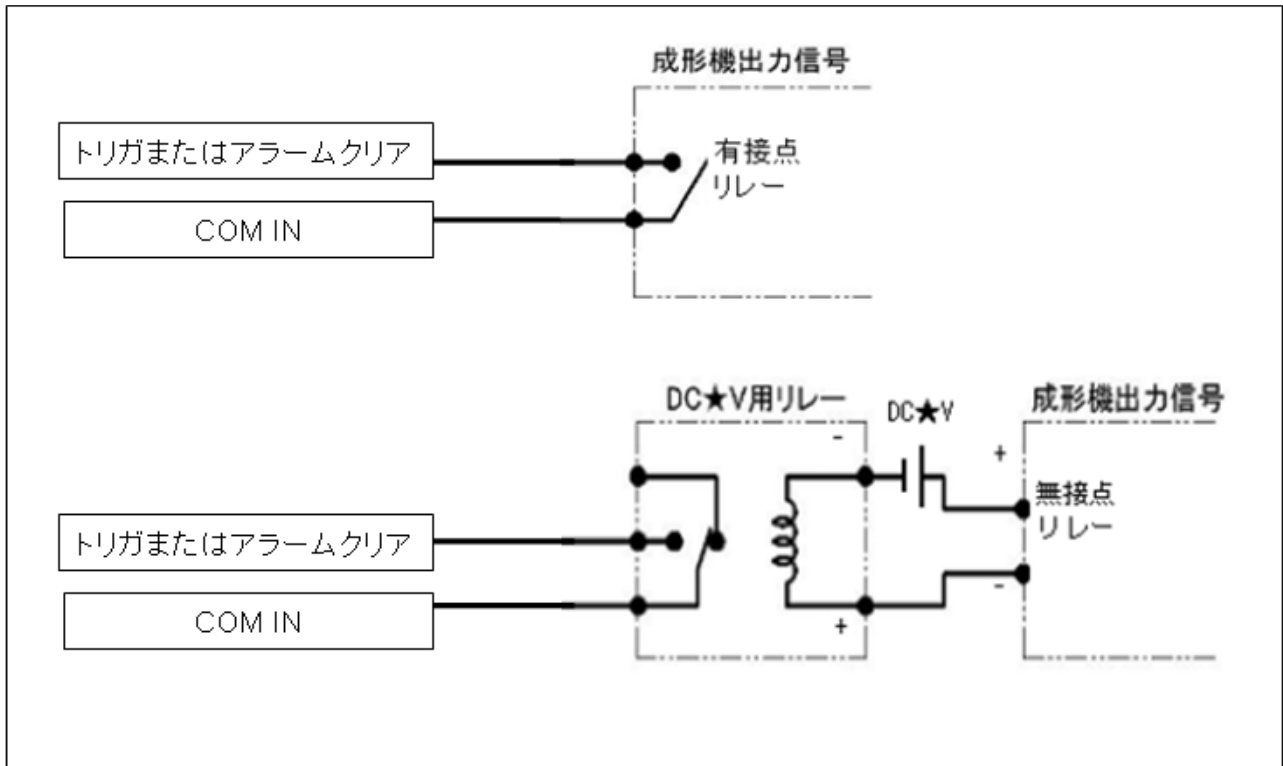 成形機出力信号
トリガまたはアラームクリア
有接点
リレー
COM IN
DC★V用リレー
DC★V
成形機出力信号
-
+
無接点
リレー
トリガまたはアラームクリア
-
COM IN
+